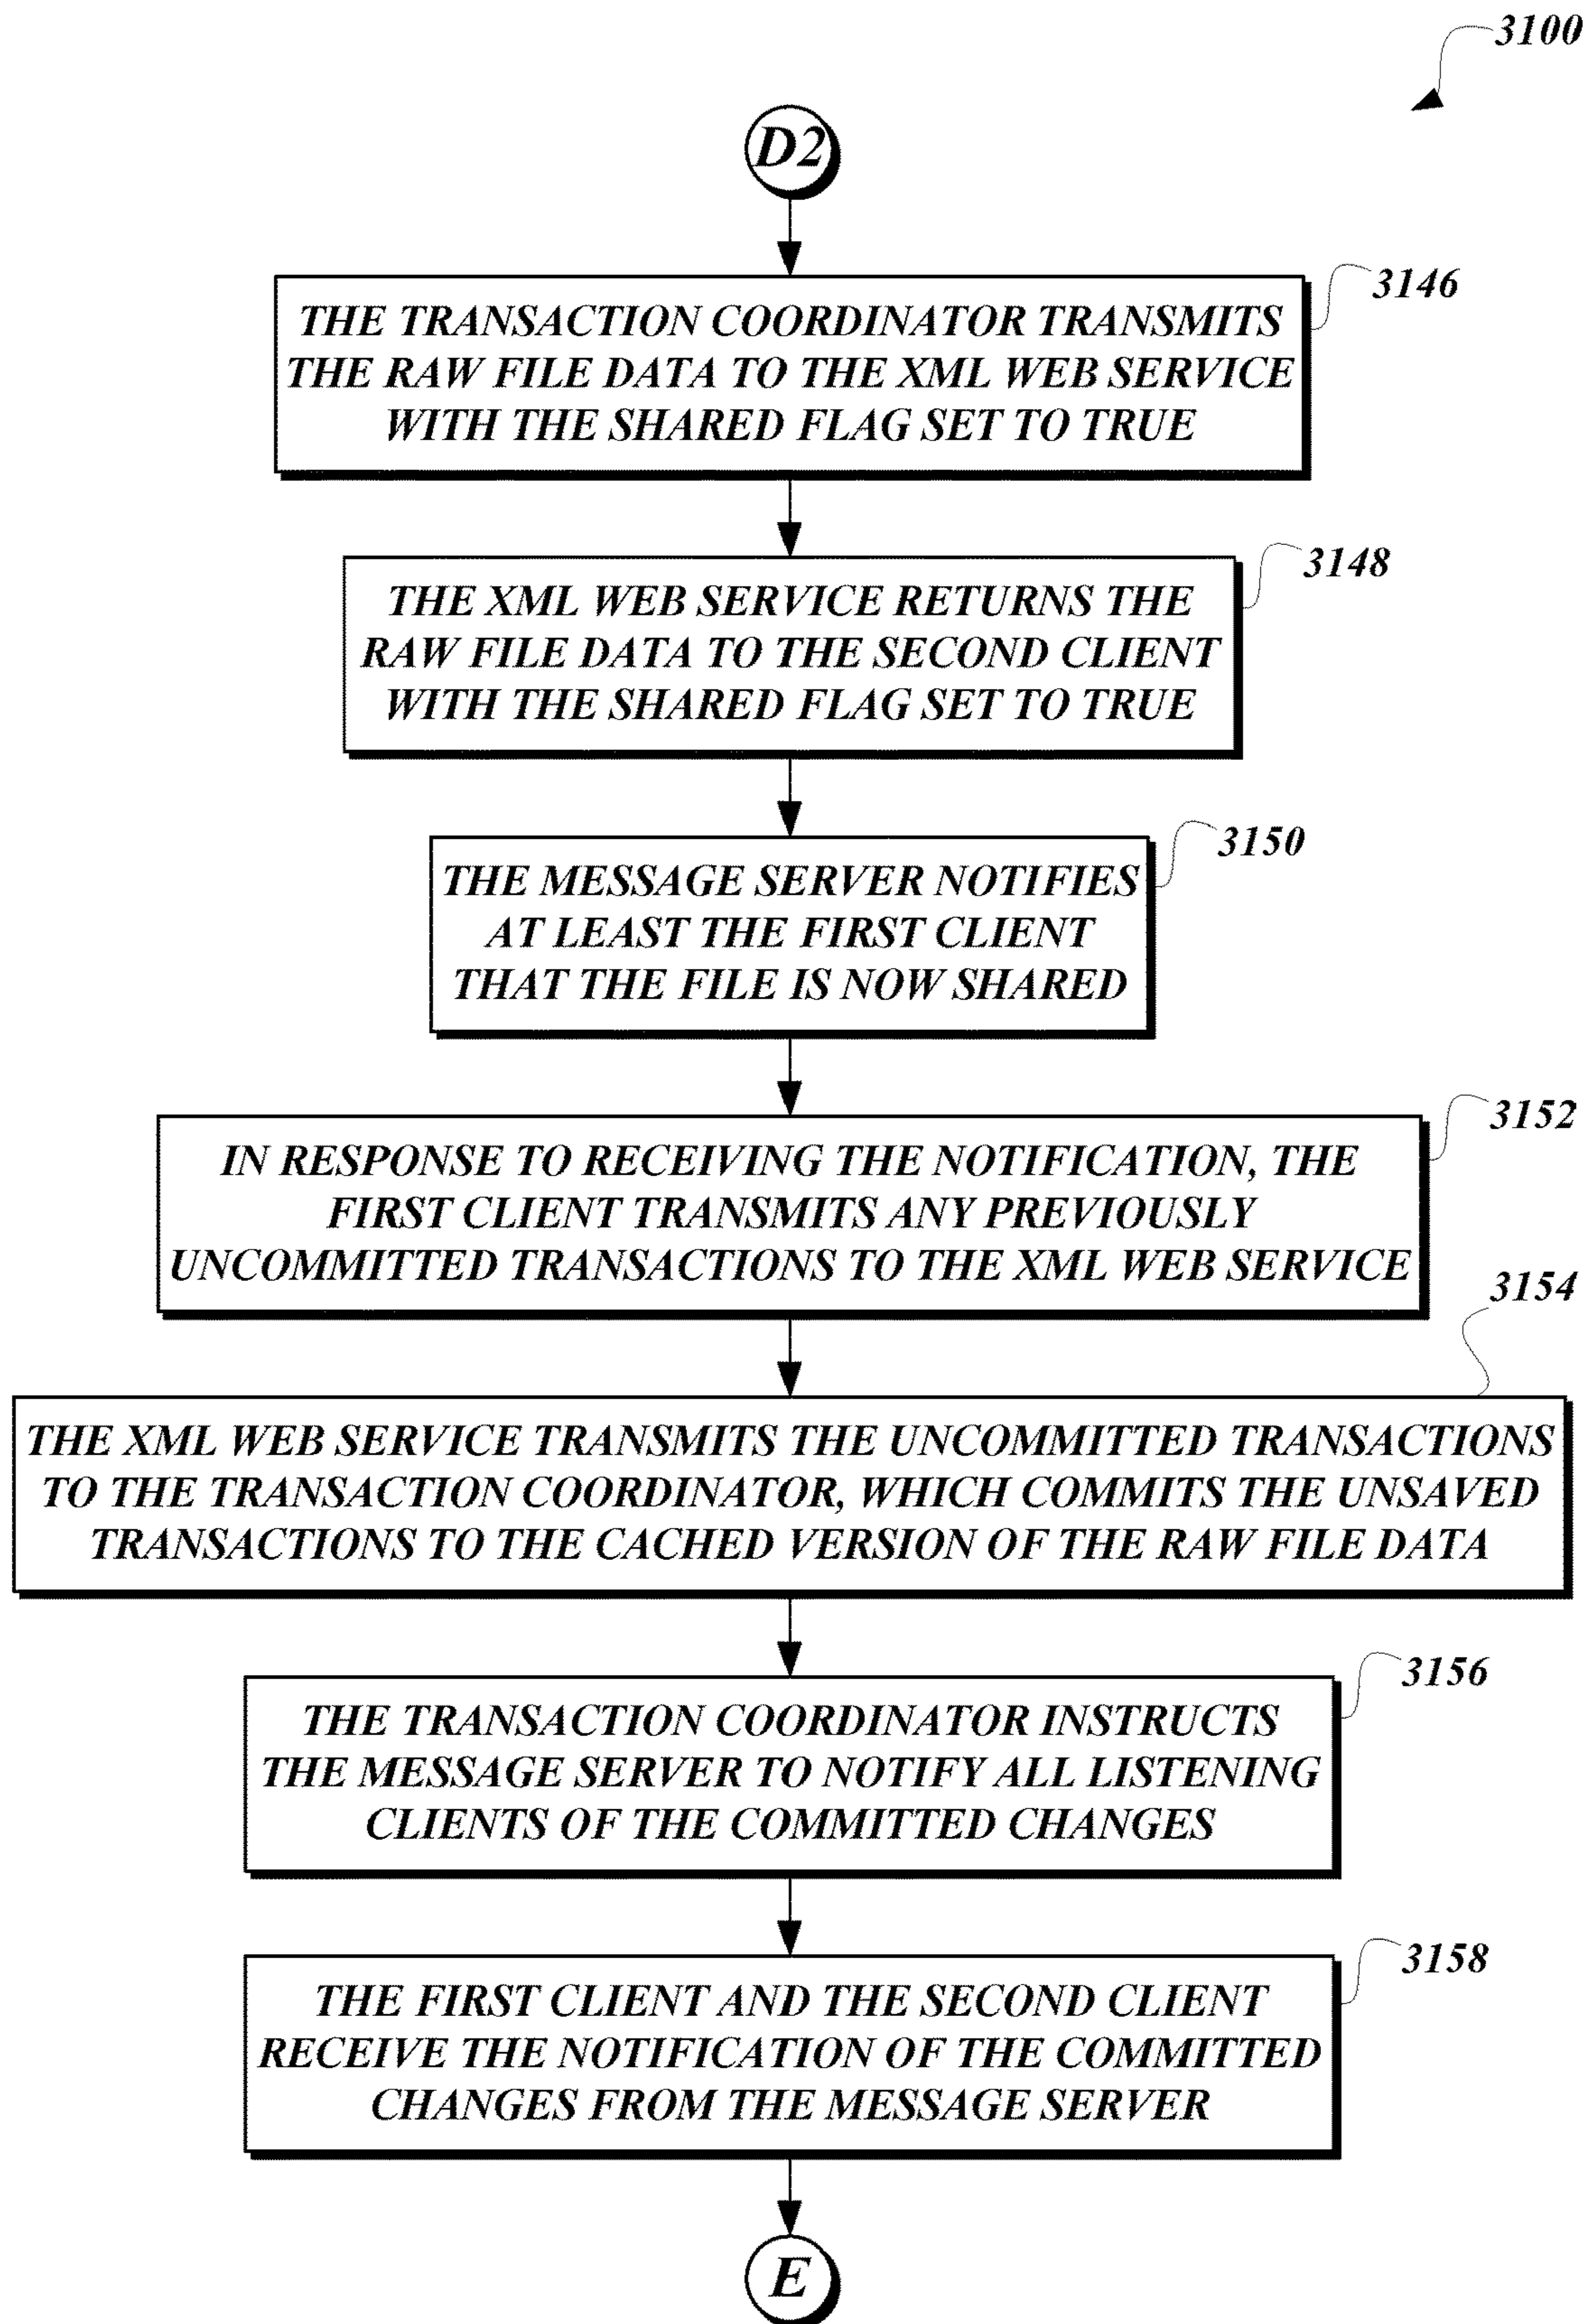 3100
D2
3146
THE TRANSACTION COORDINATOR TRANSMITS
THE RAW FILE DATA TO THE XML WEB SERVICE
WITH THE SHARED FLAG SET TO TRUE
3148
THE XML WEB SERVICE RETURNS THE
RAW FILE DATA TO THE SECOND CLIENT
WITH THE SHARED FLAG SET TO TRUE
3150
THE MESSAGE SERVER NOTIFIES
AT LEAST THE FIRST CLIENT
THAT THE FILE IS NOW SHARED
3152
IN RESPONSE TO RECEIVING THE NOTIFICATION, THE
FIRST CLIENT TRANSMITS ANY PREVIOUSLY
UNCOMMITTED TRANSACTIONS TO THE XML WEB SERVICE
3154
THE XML WEB SERVICE TRANSMITS THE UNCOMMITTED TRANSACTIONS
TO THE TRANSACTION COORDINATOR, WHICH COMMITS THE UNSAVED
TRANSACTIONS TO THE CACHED VERSION OF THE RAW FILE DATA
3156
THE TRANSACTION COORDINATOR INSTRUCTS
THE MESSAGE SERVER TO NOTIFY ALL LISTENING
CLIENTS OF THE COMMITTED CHANGES
3158
THE FIRST CLIENT AND THE SECOND CLIENT
RECEIVE THE NOTIFICATION OF THE COMMITTED
CHANGES FROM THE MESSAGE SERVER
E